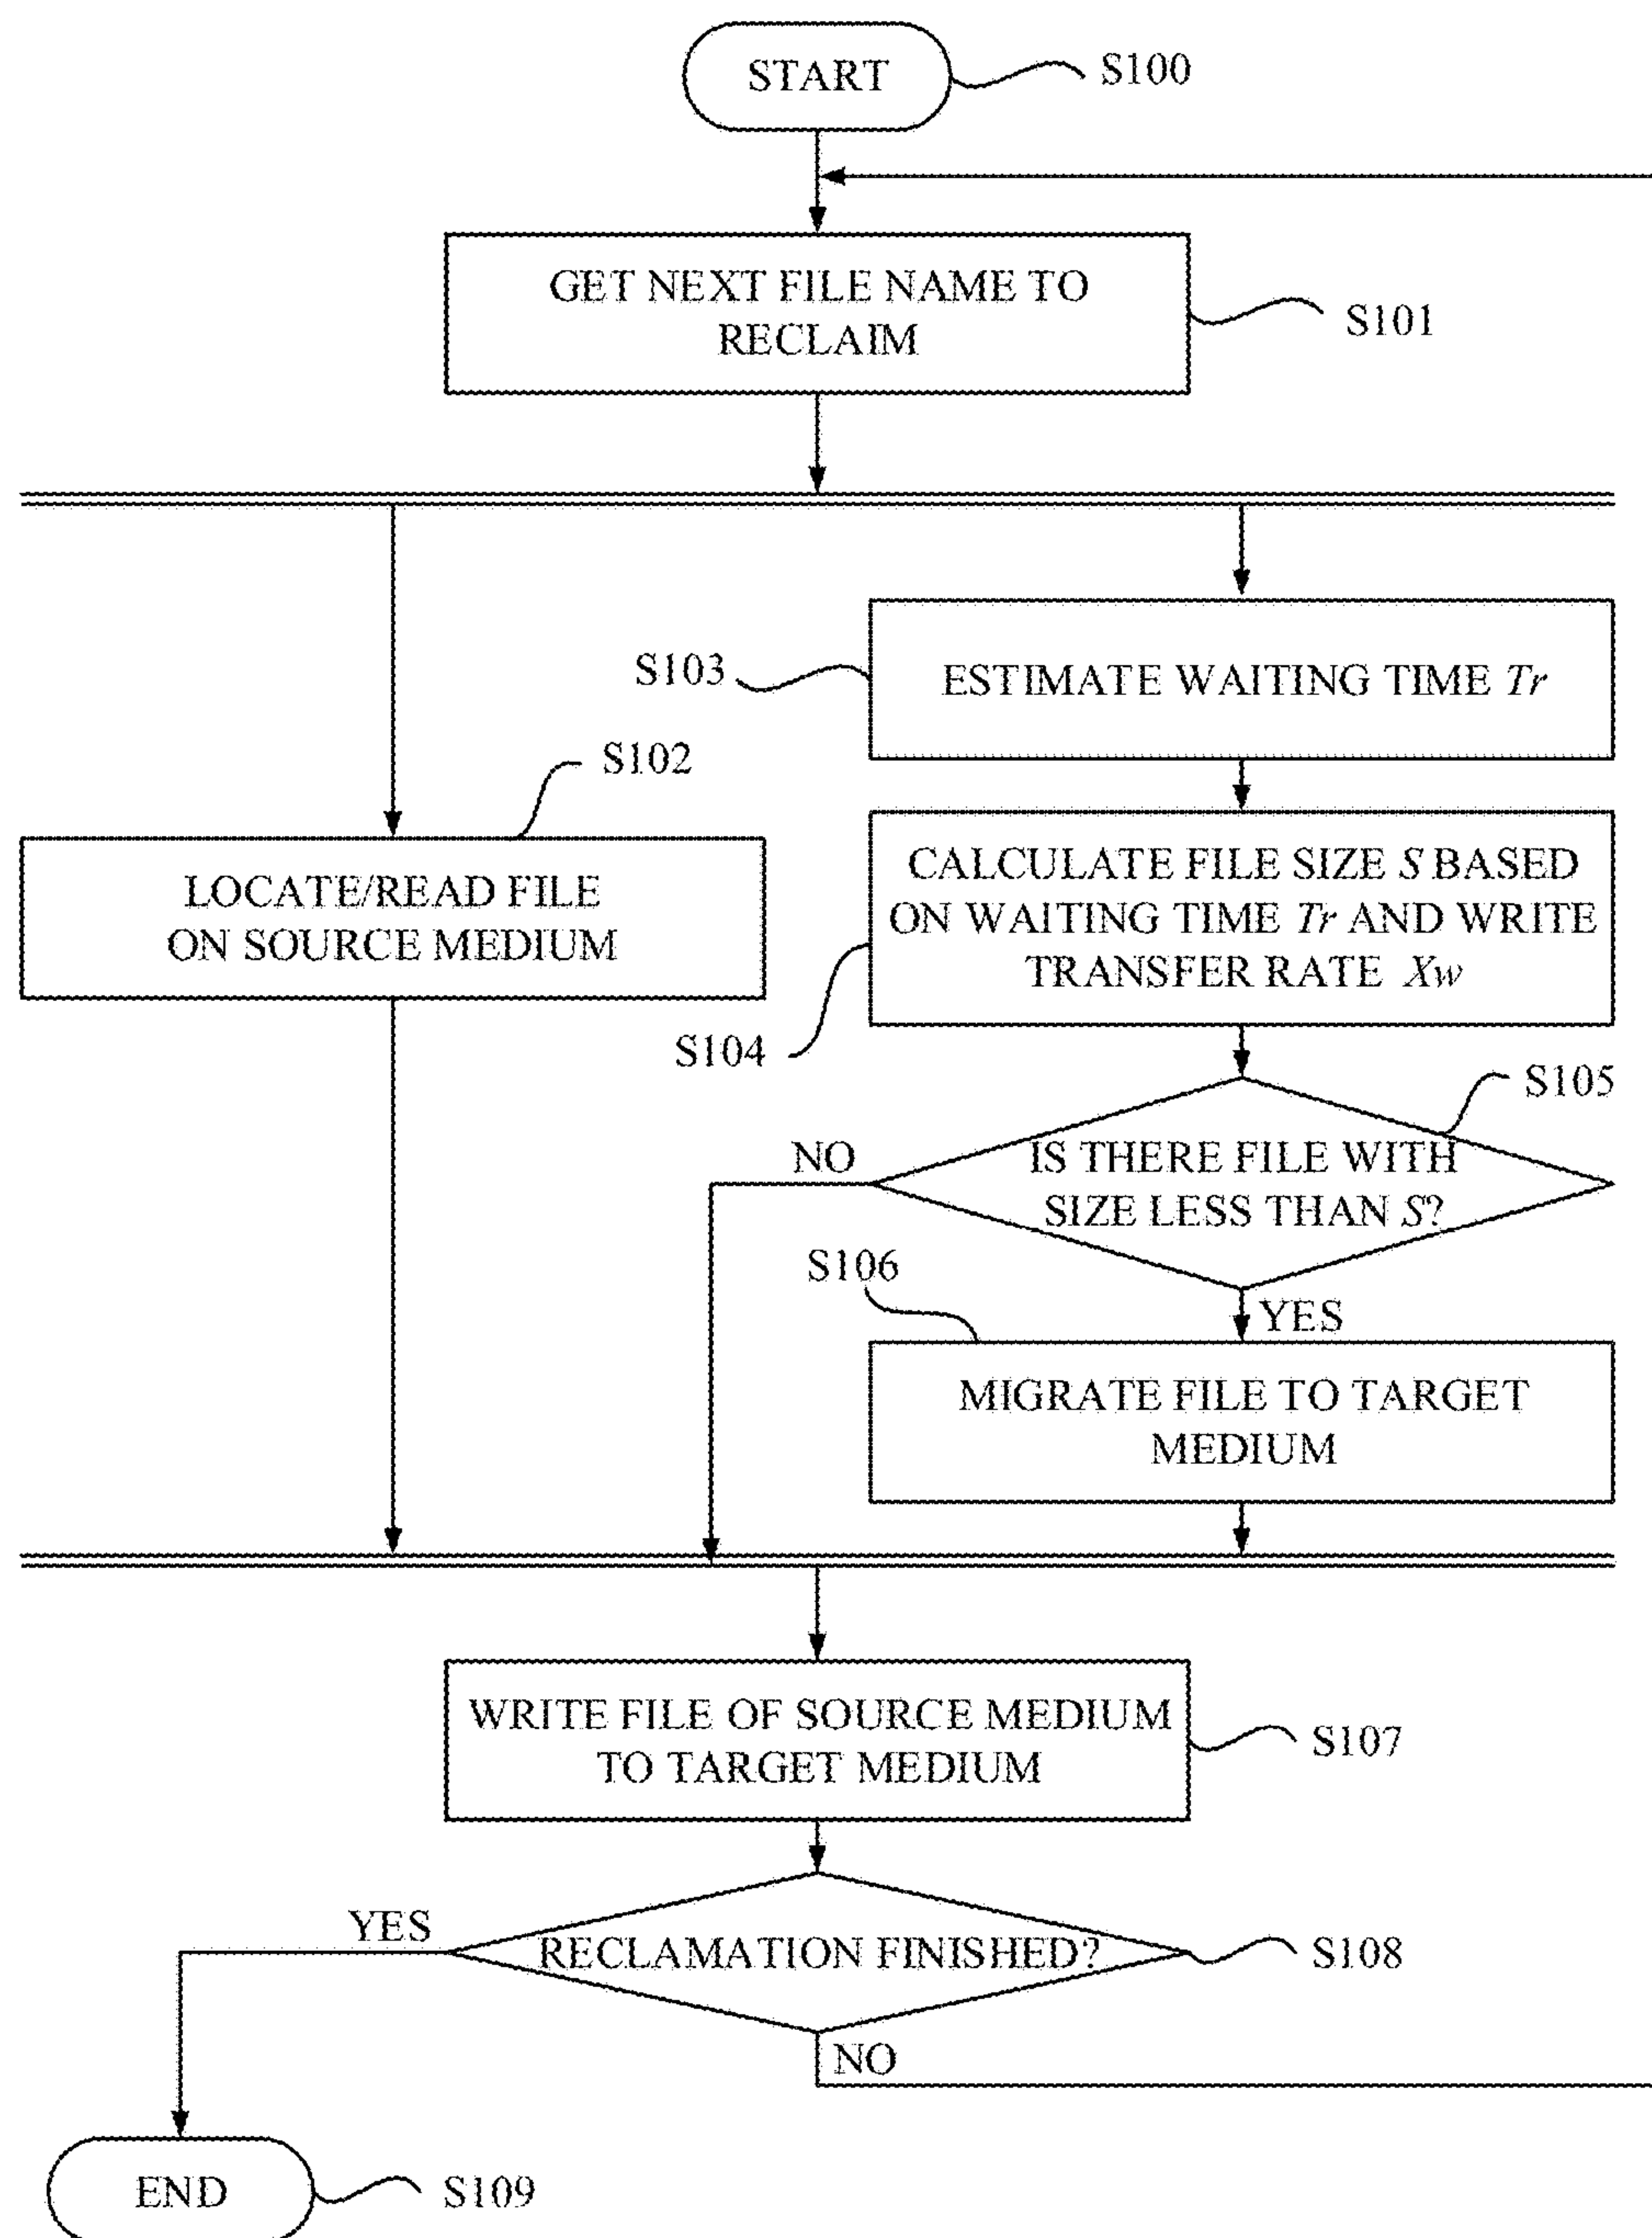 START
S100
GET NEXT FILE NAME TO
RECLAIM
S101
S103
ESTIMATE WAITING TIME Tr
S102
LOCATE/READ FILE
ON SOURCE MEDIUM
CALCULATE FILE SIZE S BASED
ON WAITING TIME Tr AND WRITE
TRANSFER RATE Xw
S104
S105
NO
IS THERE FILE WITH
SIZE LESS THAN S?
S106
YES
MIGRATE FILE TO TARGET
MEDIUM
WRITE FILE OF SOURCE MEDIUM
TO TARGET MEDIUM
S107
YES
RECLAMATION FINISHED?
S108
NO
END
S109